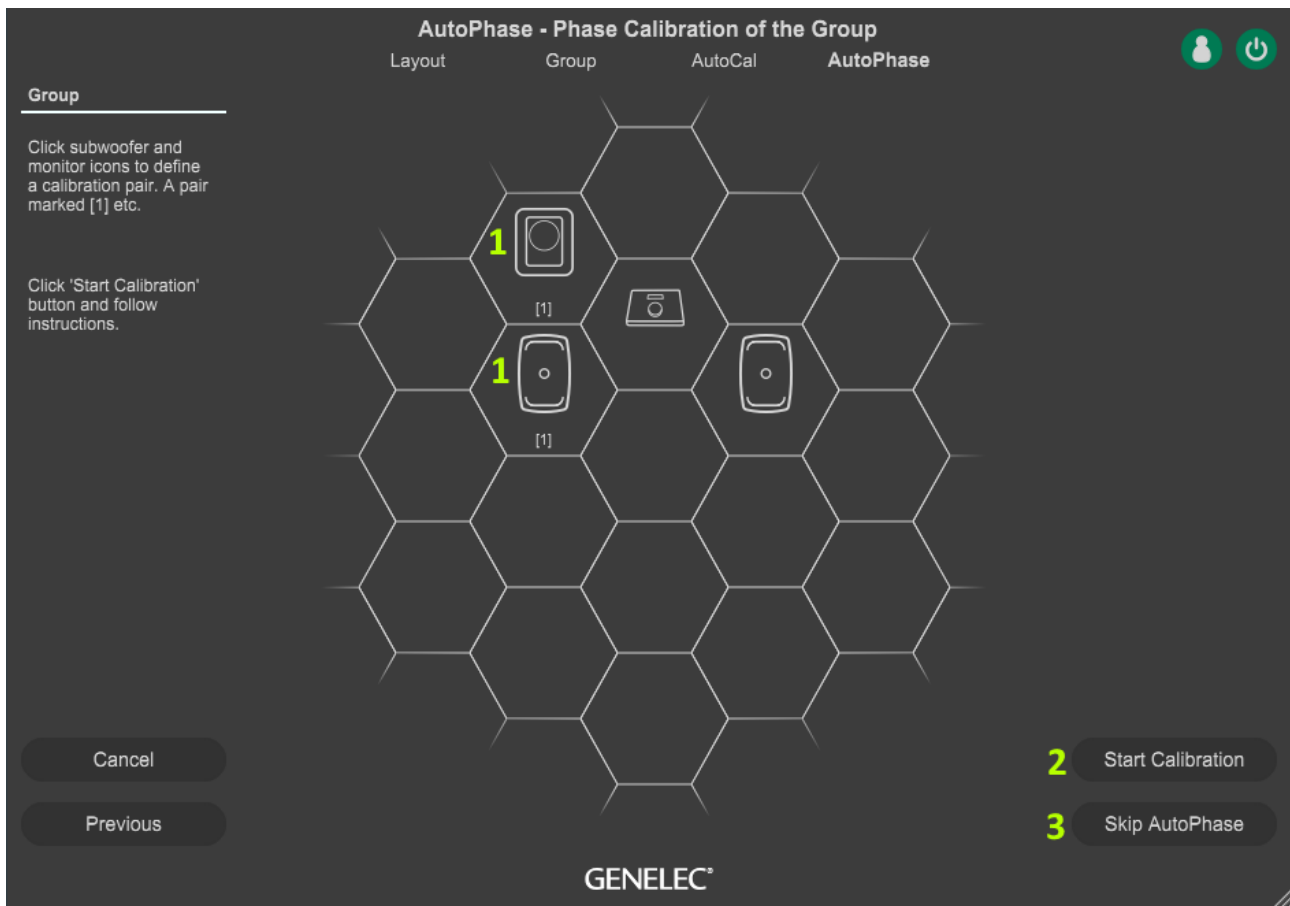 AutoPhase - Phase Calibration of the Group
Layout Group AutoCal AutoPhase
Group
Click subwoofer and
monitor icons to define
a calibration pair. A pair
marked [1] etc.
Click 'Start Calibration'
button and follow
instructions.
1
[1]
1
[1]
Cancel
2 Start Calibration
Previous
3 Skip AutoPhase
GENELEC®